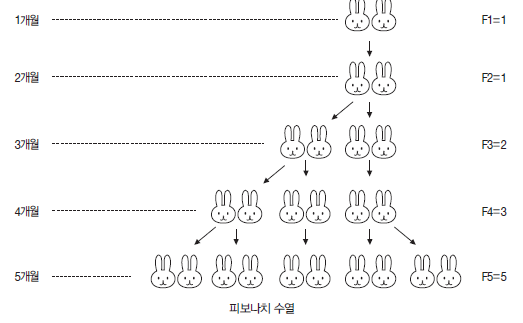 1개월 F1=1
2개월 F2=1
3개월 F3=2
4개월 F4=3
5개월 F5=5
피보나치 수열